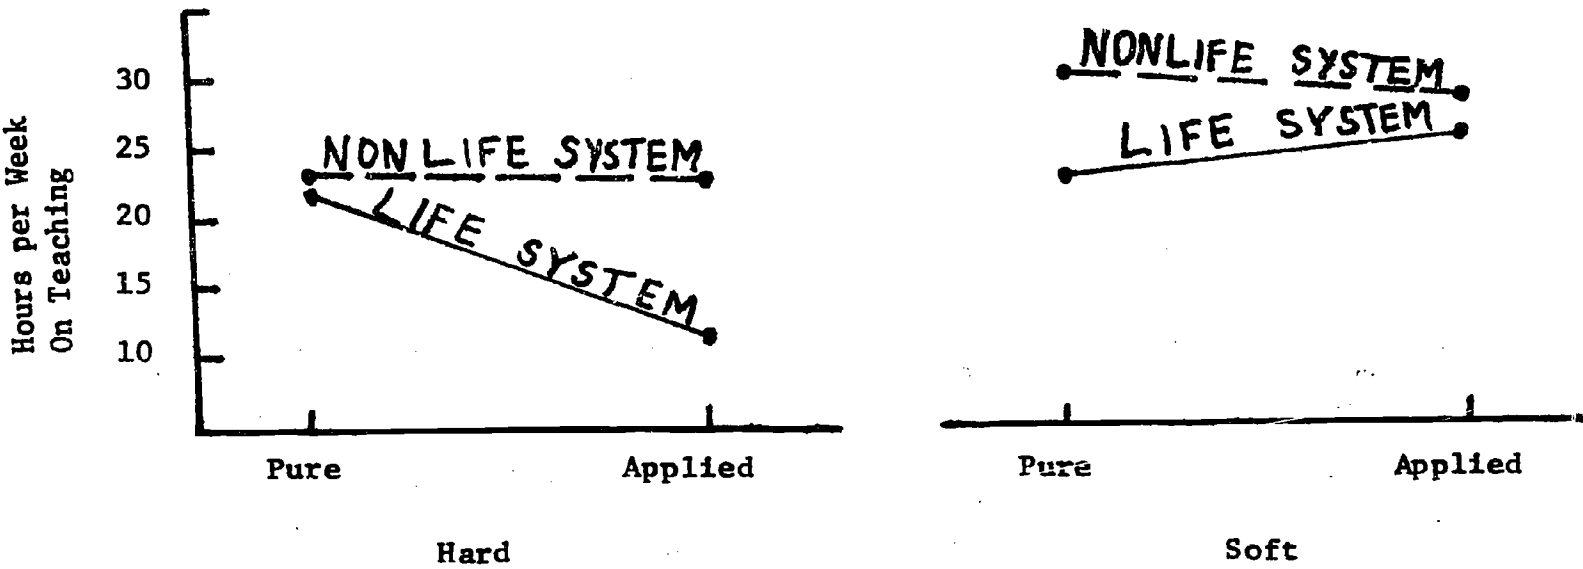 Hours per Week
On Teaching
30
25
20
15
10
NONLIFE SYSTEM
LIFE SYSTEM
Pure
Applied
Hard
NONLIFE SYSTEM
LIFE SYSTEM
Pure
Applied
Soft